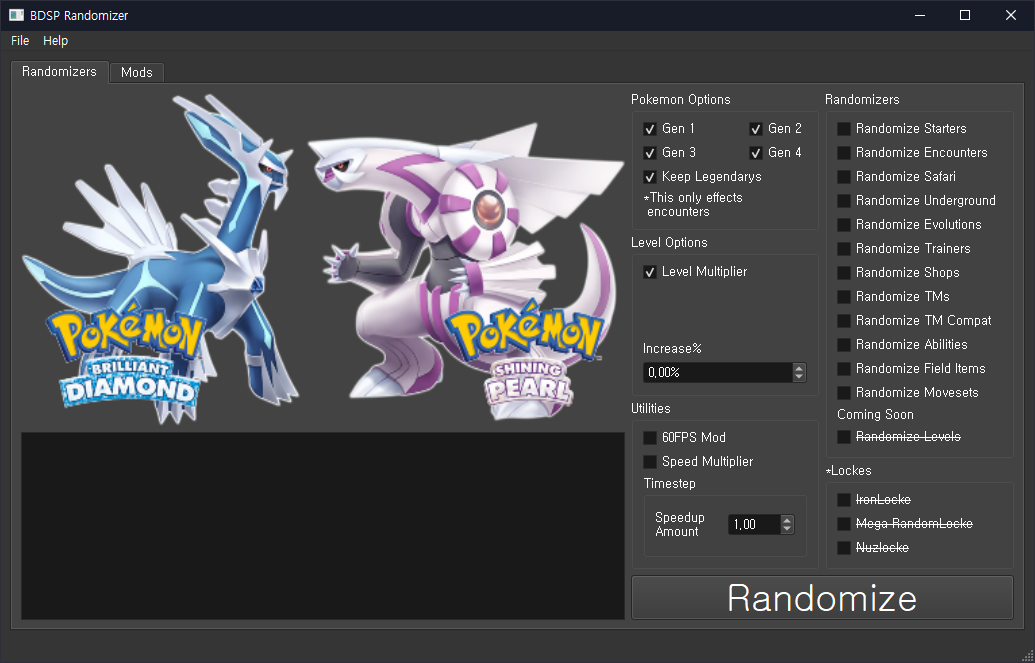 BDSP Randomizer
File Help
Randomizers Mods
POKéMON
BRILLIANT
DIAMOND
POKéMON
SHINING
PEARL
Pokemon Options
Gen 1 Gen 2
Gen 3 Gen 4
Keep Legendarys
*This only effects
encounters
Level Options
Level Multiplier
Increase%
0,00%
Utilities
60FPS Mod
Speed Multiplier
Timestep
Speedup
Amount
1,00
Randomizers
Randomize Starters
Randomize Encounters
Randomize Safari
Randomize Underground
Randomize Evolutions
Randomize Trainers
Randomize Shops
Randomize TMs
Randomize TM Compat
Randomize Abilities
Randomize Field Items
Randomize Movesets
Coming Soon
Randomize Levels
*Lockes
IronLocke
Mega RandomLocke
Nuzlocke
Randomize